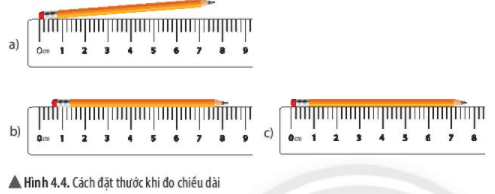 a)
0cm 1 2 3 4 5 6 7 8 9
b)
0cm 1 2 3 4 5 6 7 8 9
c)
0cm 1 2 3 4 5 6 7 8
▲ Hình 4.4. Cách đặt thước khi đo chiều dài